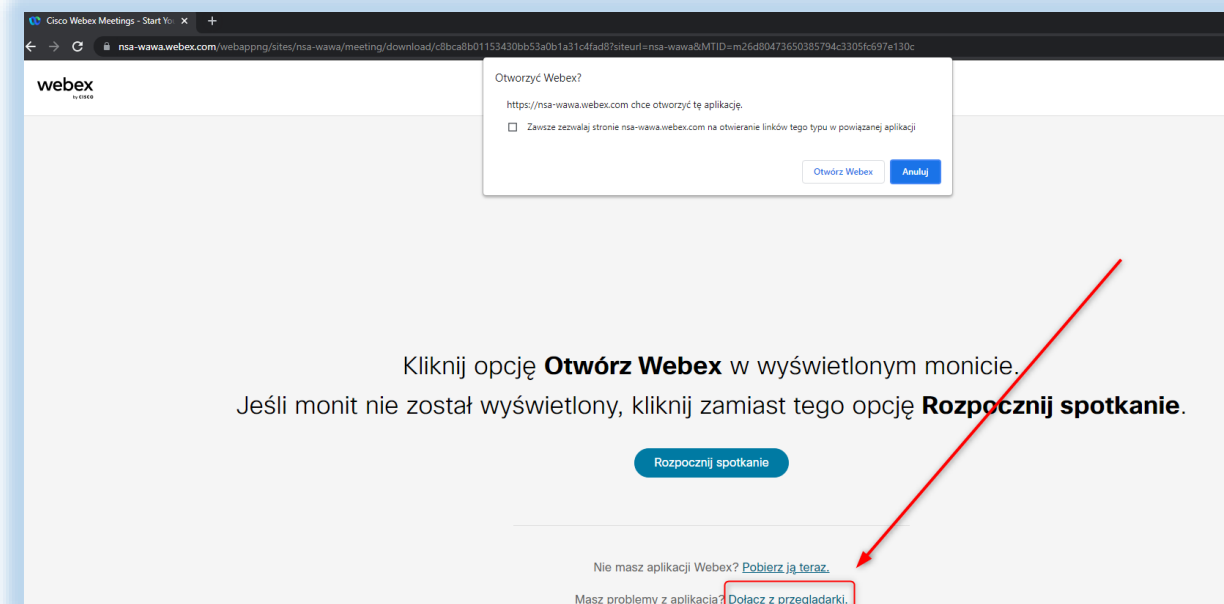 Cisco Webex Meetings - Start Yo
nsa-wawa.webex.com/webappng/sites/nsa-wawa/meeting/download/c8bca8b01153430bb53a0b1a31c4fad8?siteurl=nsa-wawa&MTID=m26d80473650385794c3305fc697e130c
webex
by CISCO
Otworzyć Webex?
https://nsa-wawa.webex.com chce otworzyć tę aplikację.
Zawsze zezwalaj stronie nsa-wawa.webex.com na otwieranie linków tego typu w powiązanej aplikacji
Otwórz Webex Anuluj
Kliknij opcję Otwórz Webex w wyświetlonym monicie.
Jeśli monit nie został wyświetlony, kliknij zamiast tego opcję Rozpocznij spotkanie.
Rozpocznij spotkanie
Nie masz aplikacji Webex? Pobierz ją teraz.
Masz problemy z aplikacją? Dołącz z przeglądarki.